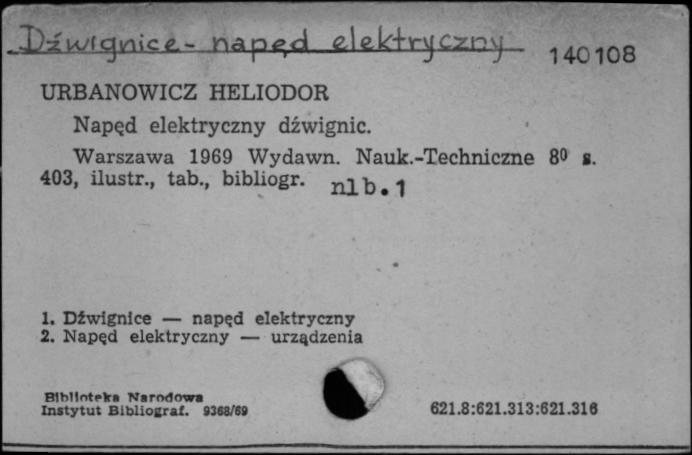 Dźwignice - napęd elektryczny 140108
URBANOWICZ HELIODOR
Napęd elektryczny dźwignic.
Warszawa 1969 Wydawn. Nauk.-Techniczne 8⁰ s.
403, ilustr., tab., bibliogr. nlb. 1
1. Dźwignice — napęd elektryczny
2. Napęd elektryczny — urządzenia
Biblioteka Narodowa
Instytut Bibliograf. 9368/69 621.8:621.313:621.316